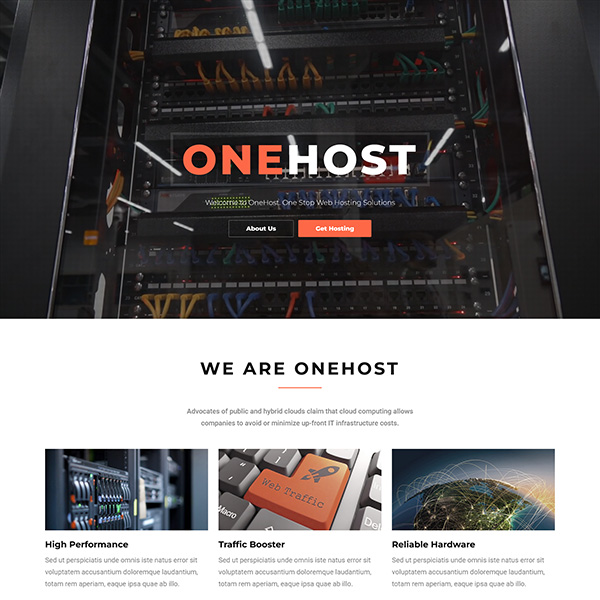 ONEHOST
Welcome to OneHost, One Stop Web Hosting Solutions
About Us
Get Hosting
WE ARE ONEHOST
Advocates of public and hybrid clouds claim that cloud computing allows
companies to avoid or minimize up-front IT infrastructure costs.
Web Traffic
Macro
Del
High Performance
Sed ut perspiciatis unde omnis iste natus error sit
voluptatem accusantium doloremque laudantium,
totam rem aperiam, eaque ipsa quae ab illo.
Traffic Booster
Sed ut perspiciatis unde omnis iste natus error sit
voluptatem accusantium doloremque laudantium,
totam rem aperiam, eaque ipsa quae ab illo.
Reliable Hardware
Sed ut perspiciatis unde omnis iste natus error sit
voluptatem accusantium doloremque laudantium,
totam rem aperiam, eaque ipsa quae ab illo.